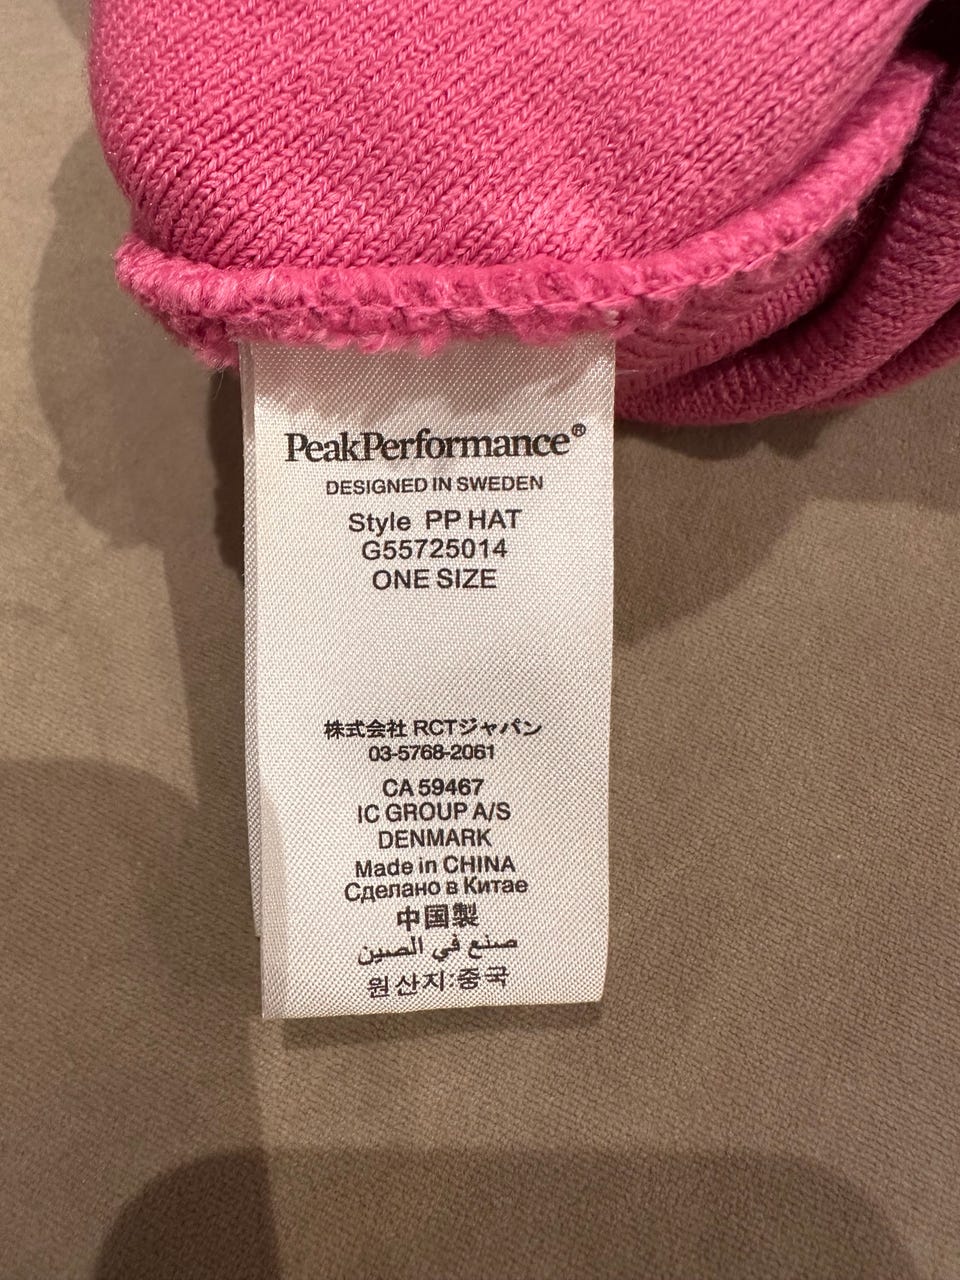 PeakPerformance®
DESIGNED IN SWEDEN
Style PP HAT
G55725014
ONE SIZE
株式会社 RCTジャパン
03-5768-2061
CA 59467
IC GROUP A/S
DENMARK
Made in CHINA
Сделано в Китае
中国製
صنع في الصين
원산지:중국